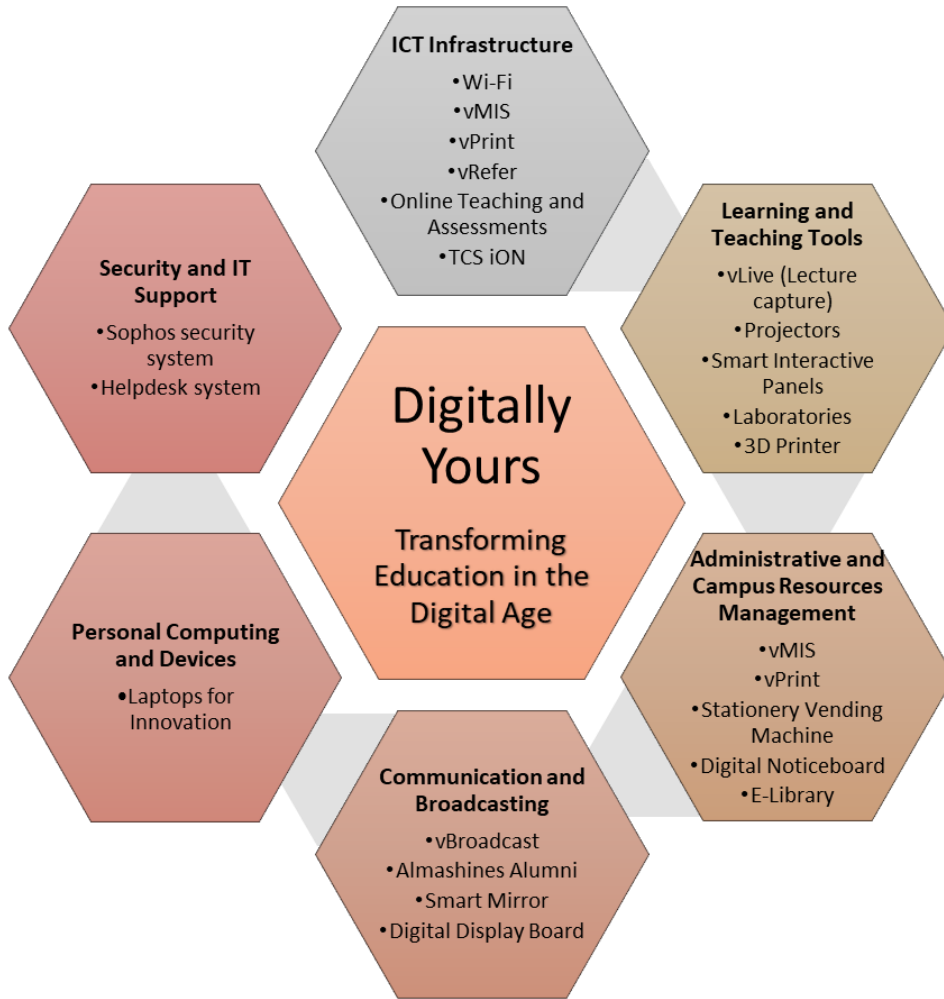 ICT Infrastructure
•Wi-Fi
•vMIS
•vPrint
•vRefer
•Online Teaching and
Assessments
•TCS iON
Learning and
Teaching Tools
•vLive (Lecture
capture)
•Projectors
•Smart Interactive
Panels
•Laboratories
•3D Printer
Administrative and
Campus Resources
Management
•vMIS
•vPrint
•Stationery Vending
Machine
•Digital Noticeboard
•E-Library
Communication and
Broadcasting
•vBroadcast
•Almashines Alumni
•Smart Mirror
•Digital Display Board
Personal Computing
and Devices
•Laptops for
Innovation
Security and IT
Support
•Sophos security
system
•Helpdesk system
Digitally
Yours
Transforming
Education in the
Digital Age